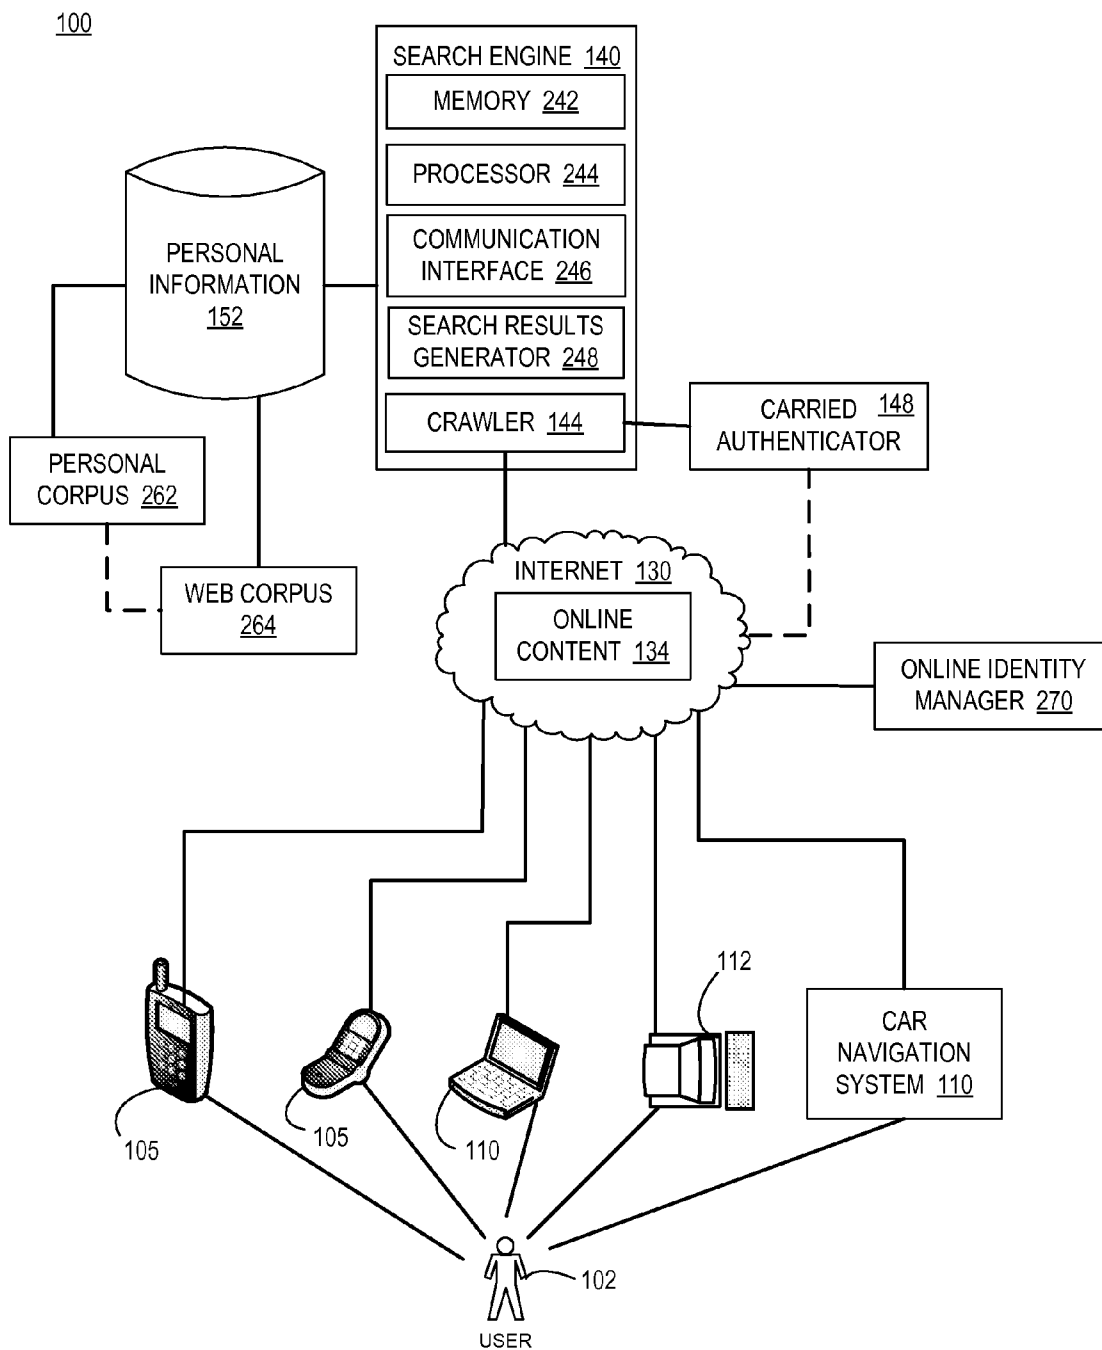 100
SEARCH ENGINE 140
MEMORY 242
PROCESSOR 244
COMMUNICATION
INTERFACE 246
SEARCH RESULTS
GENERATOR 248
CRAWLER 144
PERSONAL
INFORMATION
152
CARRIED 148
AUTHENTICATOR
PERSONAL
CORPUS 262
WEB CORPUS
264
INTERNET 130
ONLINE
CONTENT 134
ONLINE IDENTITY
MANAGER 270
112
CAR
NAVIGATION
SYSTEM 110
105
105
110
102
USER